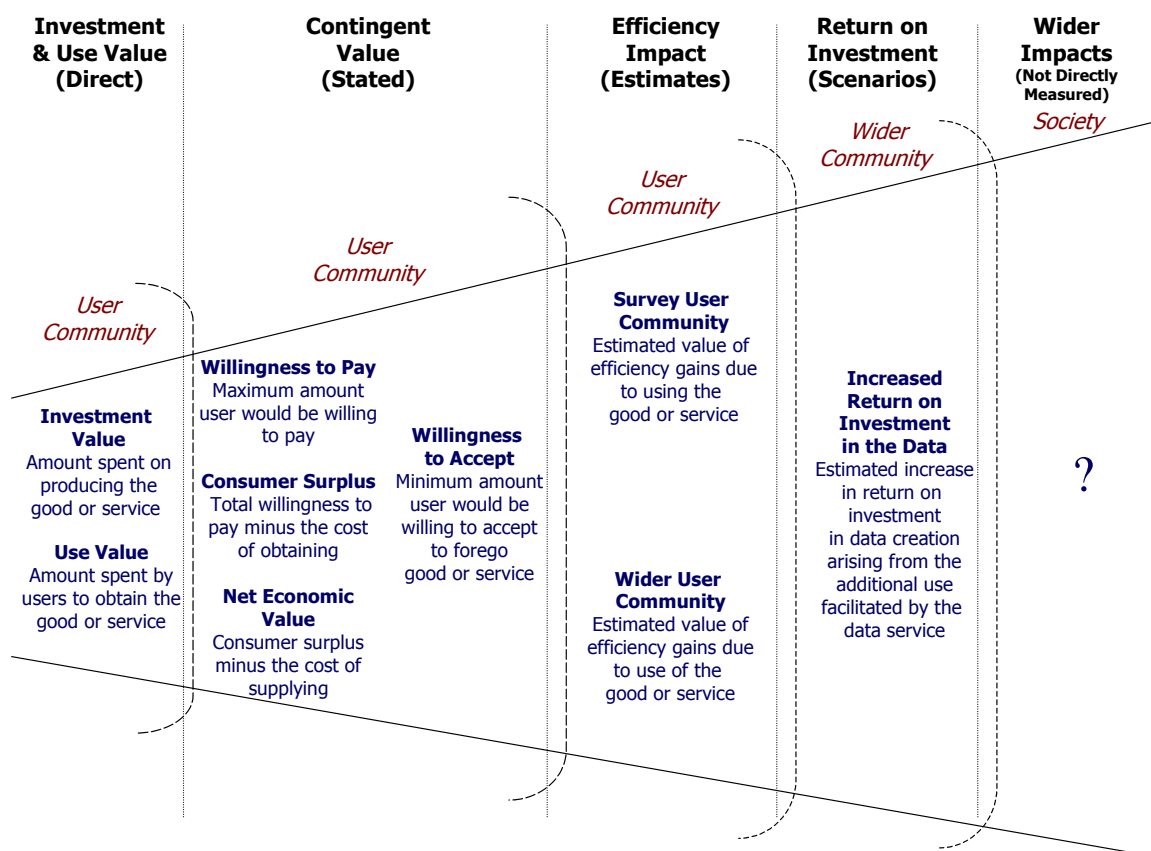 Investment
& Use Value
(Direct)
Contingent
Value
(Stated)
Efficiency
Impact
(Estimates)
Return on
Investment
(Scenarios)
Wider
Impacts
(Not Directly
Measured)
User
Community
User
Community
User
Community
Wider
Community
Society
Investment
Value
Amount spent on
producing the
good or service
Use Value
Amount spent by
users to obtain the
good or service
Willingness to Pay
Maximum amount
user would be willing
to pay
Consumer Surplus
Total willingness to
pay minus the cost
of obtaining
Net Economic
Value
Consumer surplus
minus the cost of
supplying
Willingness
to Accept
Minimum amount
user would be
willing to accept
to forego
good or service
Survey User
Community
Estimated value of
efficiency gains due
to using the
good or service
Wider User
Community
Estimated value of
efficiency gains due
to use of the
good or service
Increased
Return on
Investment
in the Data
Estimated increase
in return on
investment
in data creation
arising from the
additional use
facilitated by the
data service
?